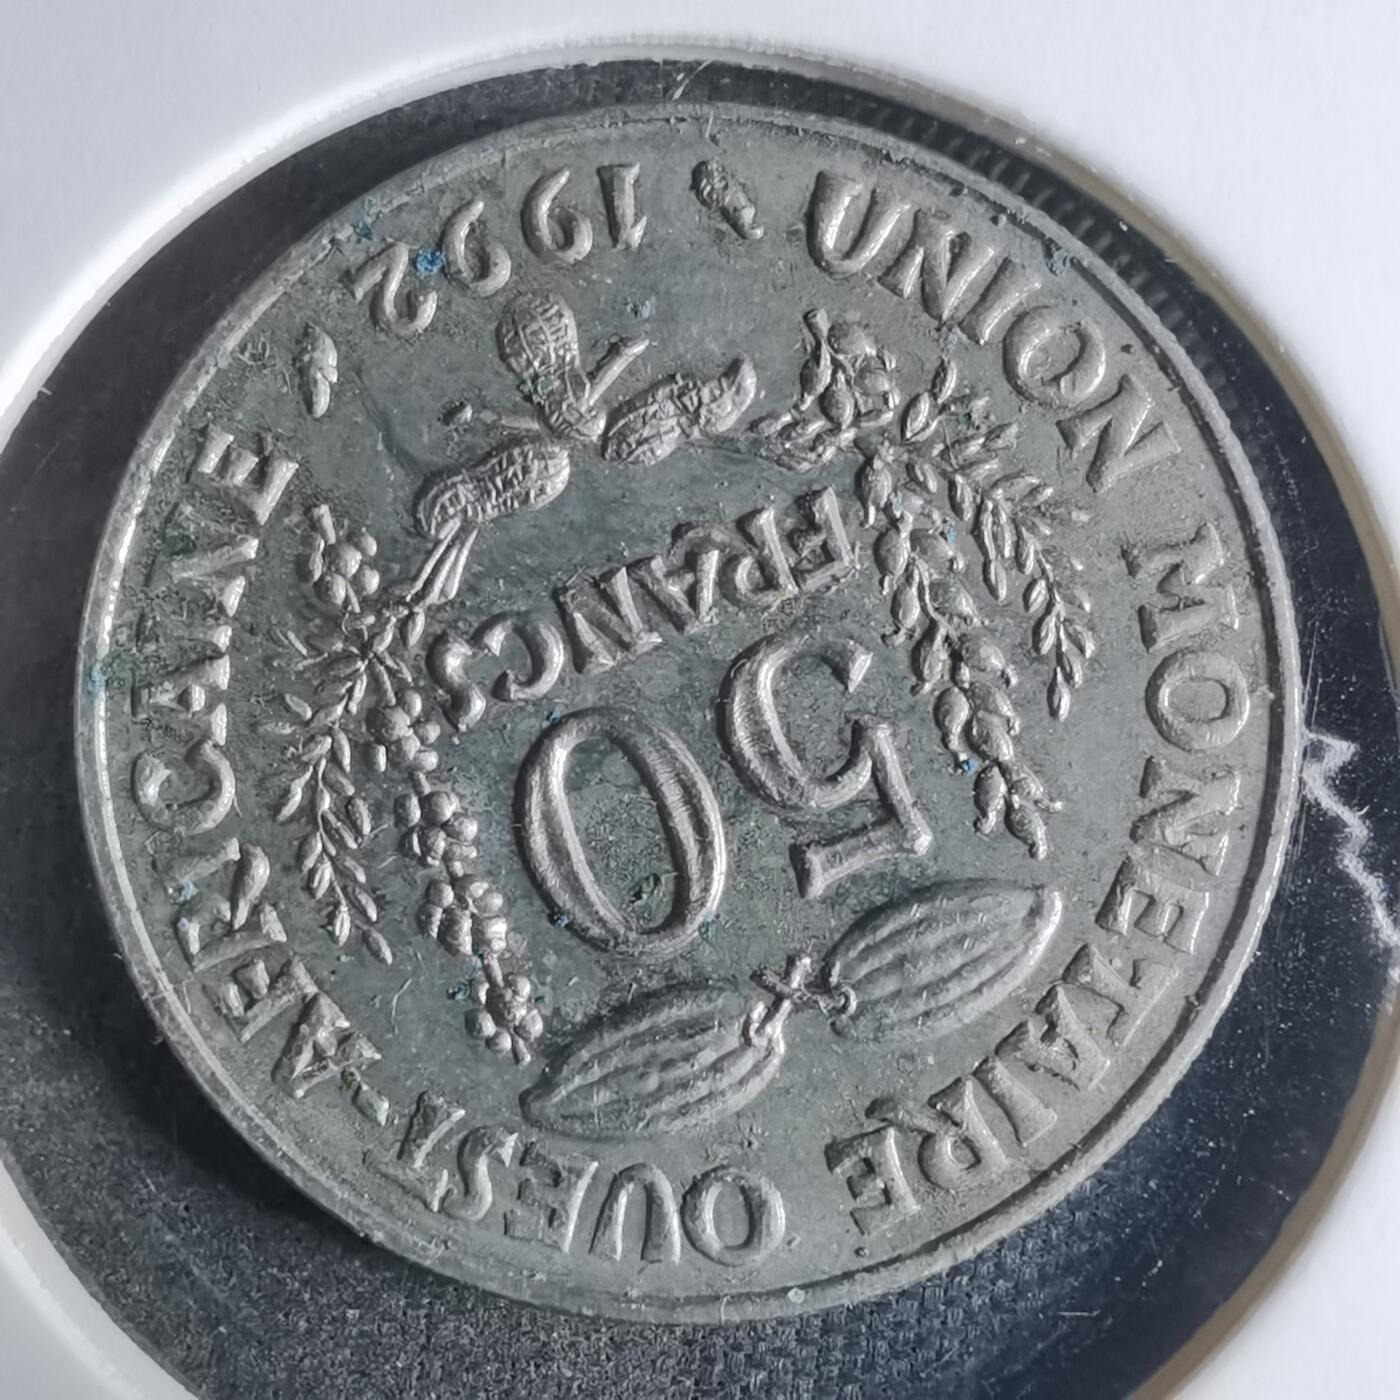 UNION MONETAIRE OUEST-AFRICAINE
1992
50
FRANCS